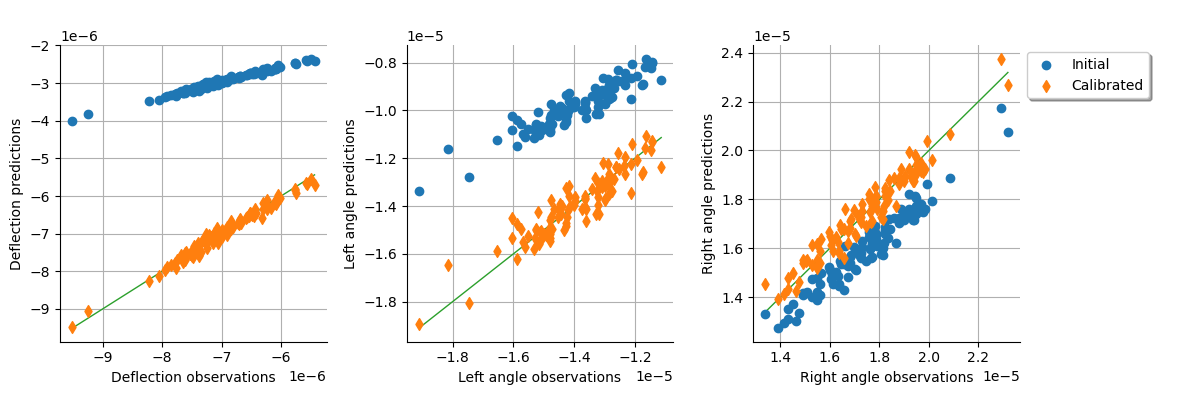 1e−6
−2
−3
−4
−5
−6
−7
−8
−9
Deflection predictions
−9 −8 −7 −6
Deflection observations 1e−6
1e−5
−0.8
−1.0
−1.2
−1.4
−1.6
−1.8
Left angle predictions
−1.8 −1.6 −1.4 −1.2
Left angle observations 1e−5
1e−5
2.4
2.2
2.0
1.8
1.6
1.4
Right angle predictions
1.4 1.6 1.8 2.0 2.2
Right angle observations 1e−5
Initial
Calibrated